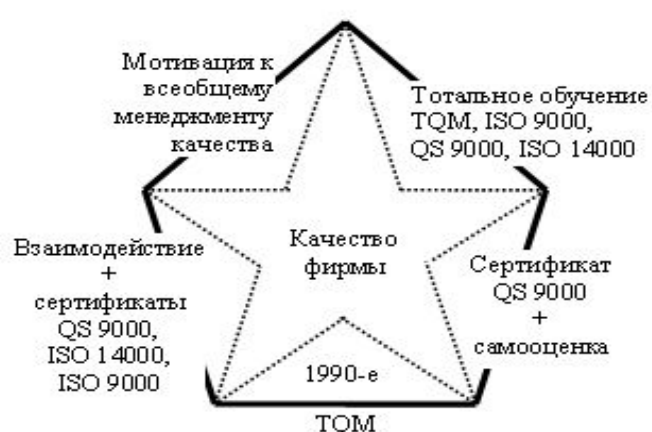 Мотивация к
всеобщему
менеджменту
качества
Тотальное обучение
TQM, ISO 9000,
QS 9000, ISO 14000
Качество
фирмы
Взаимодействие
+
сертификаты
QS 9000,
ISO 14000,
ISO 9000
Сертификат
QS 9000
+
самооценка
1990-е
TOM